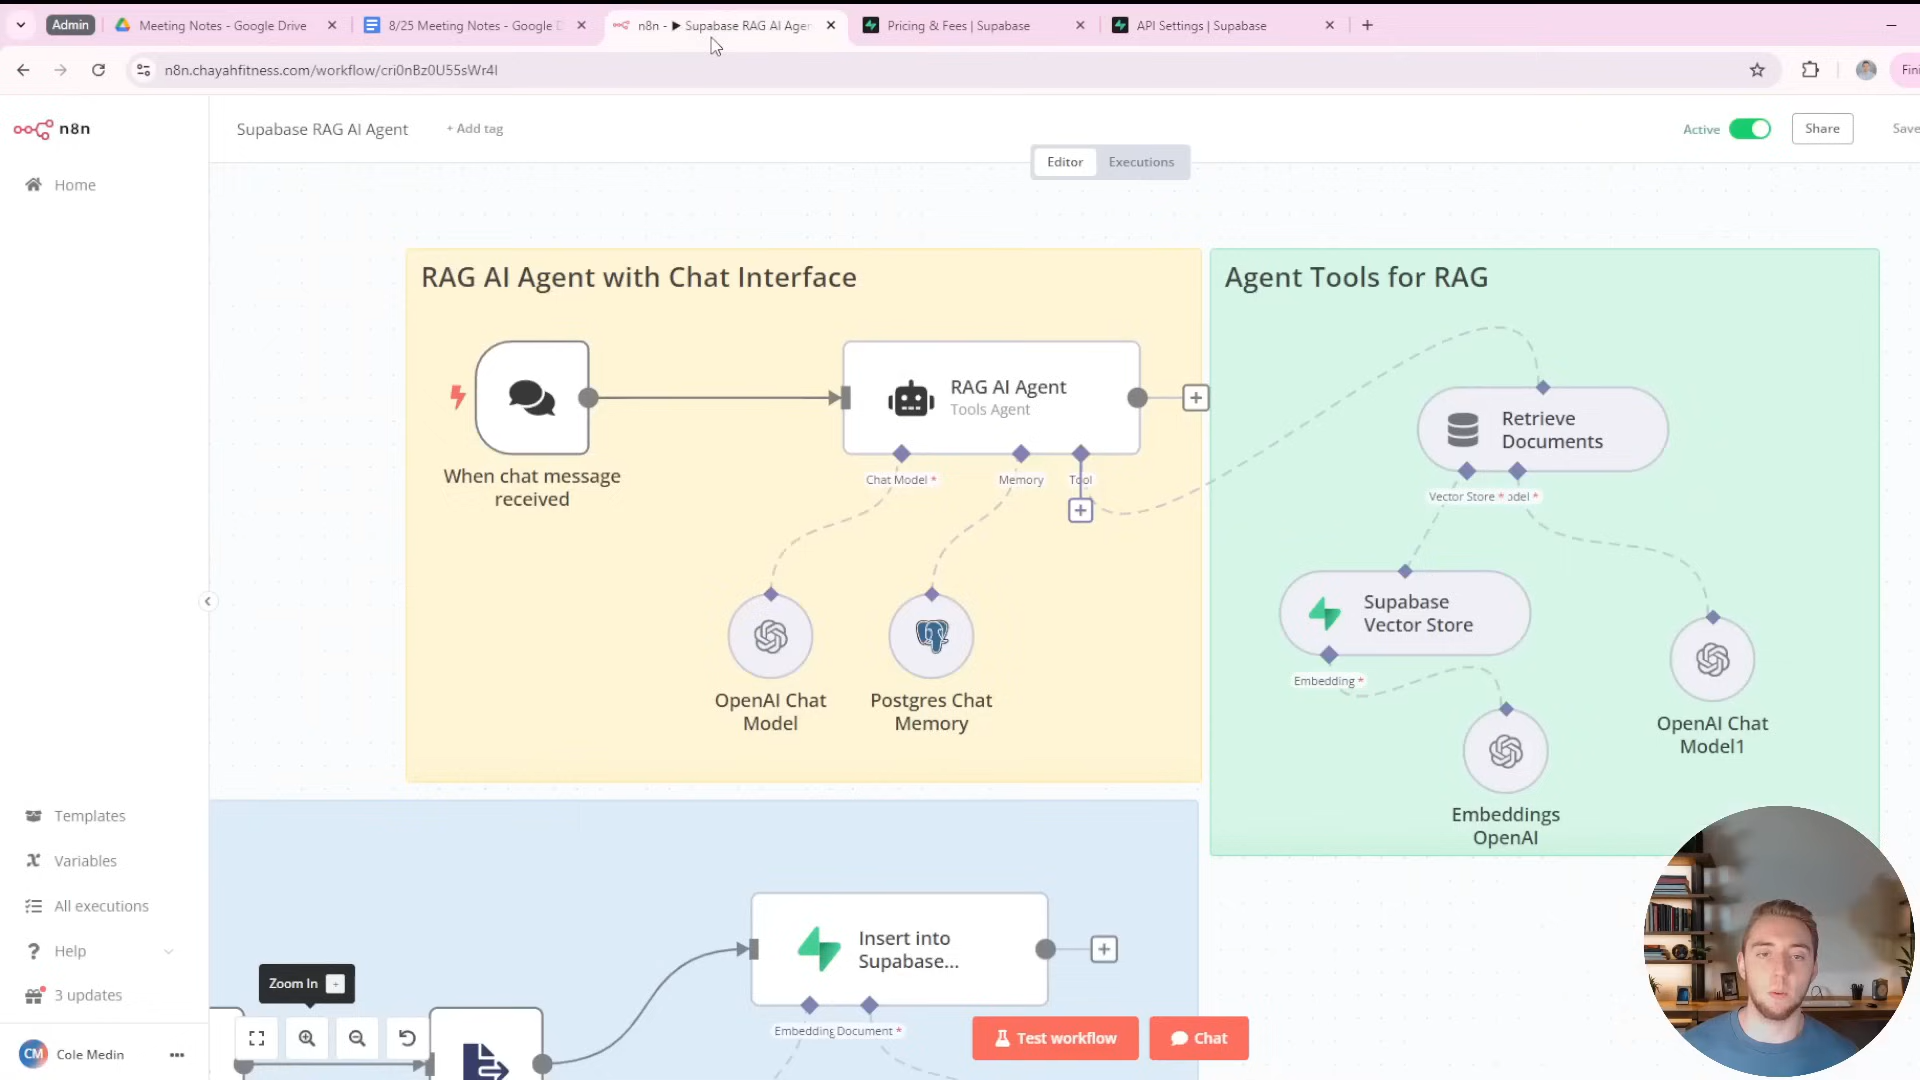 Admin
Meeting Notes - Google Drive
8/25 Meeting Notes - Google D
n8n - ▶ Supabase RAG AI Agen
Pricing & Fees | Supabase
API Settings | Supabase
n8n.chayahfitness.com/workflow/cri0nBz0U55sWr4l
Fini
n8n
Supabase RAG AI Agent
+ Add tag
Active
Share
Save
Editor
Executions
Home
RAG AI Agent with Chat Interface
Agent Tools for RAG
RAG AI Agent
Tools Agent
Retrieve
Documents
When chat message
received
Chat Model *
Memory
Tool
Vector Store *
odel *
Supabase
Vector Store
Embedding *
OpenAI Chat
Model
Postgres Chat
Memory
OpenAI Chat
Model1
Embeddings
OpenAI
Templates
Variables
All executions
Help
3 updates
Insert into
Supabase...
Zoom In
+
Embedding
Document *
Test workflow
Chat
CM
Cole Medin